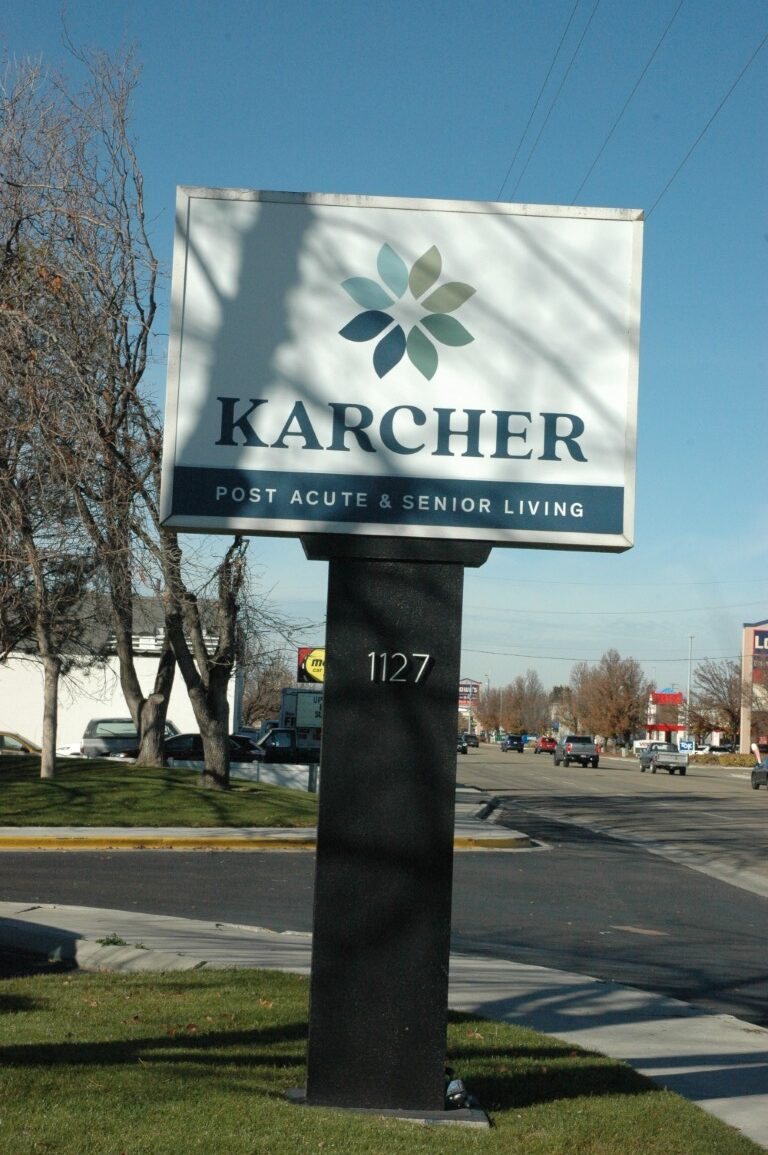 KARCHER
POST ACUTE & SENIOR LIVING
1127